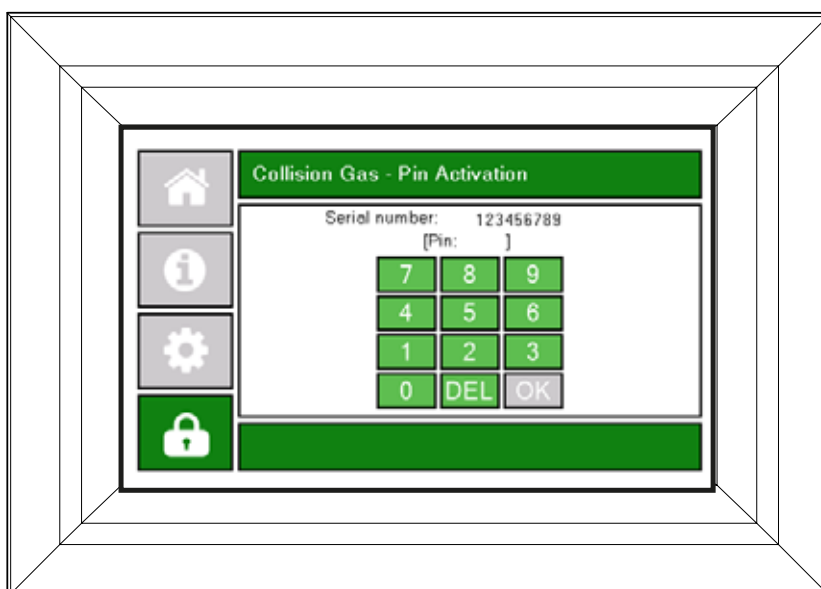 Collision Gas - Pin Activation
Serial number: 123456789
[Pin: ]
7 8 9
4 5 6
1 2 3
0 DEL OK